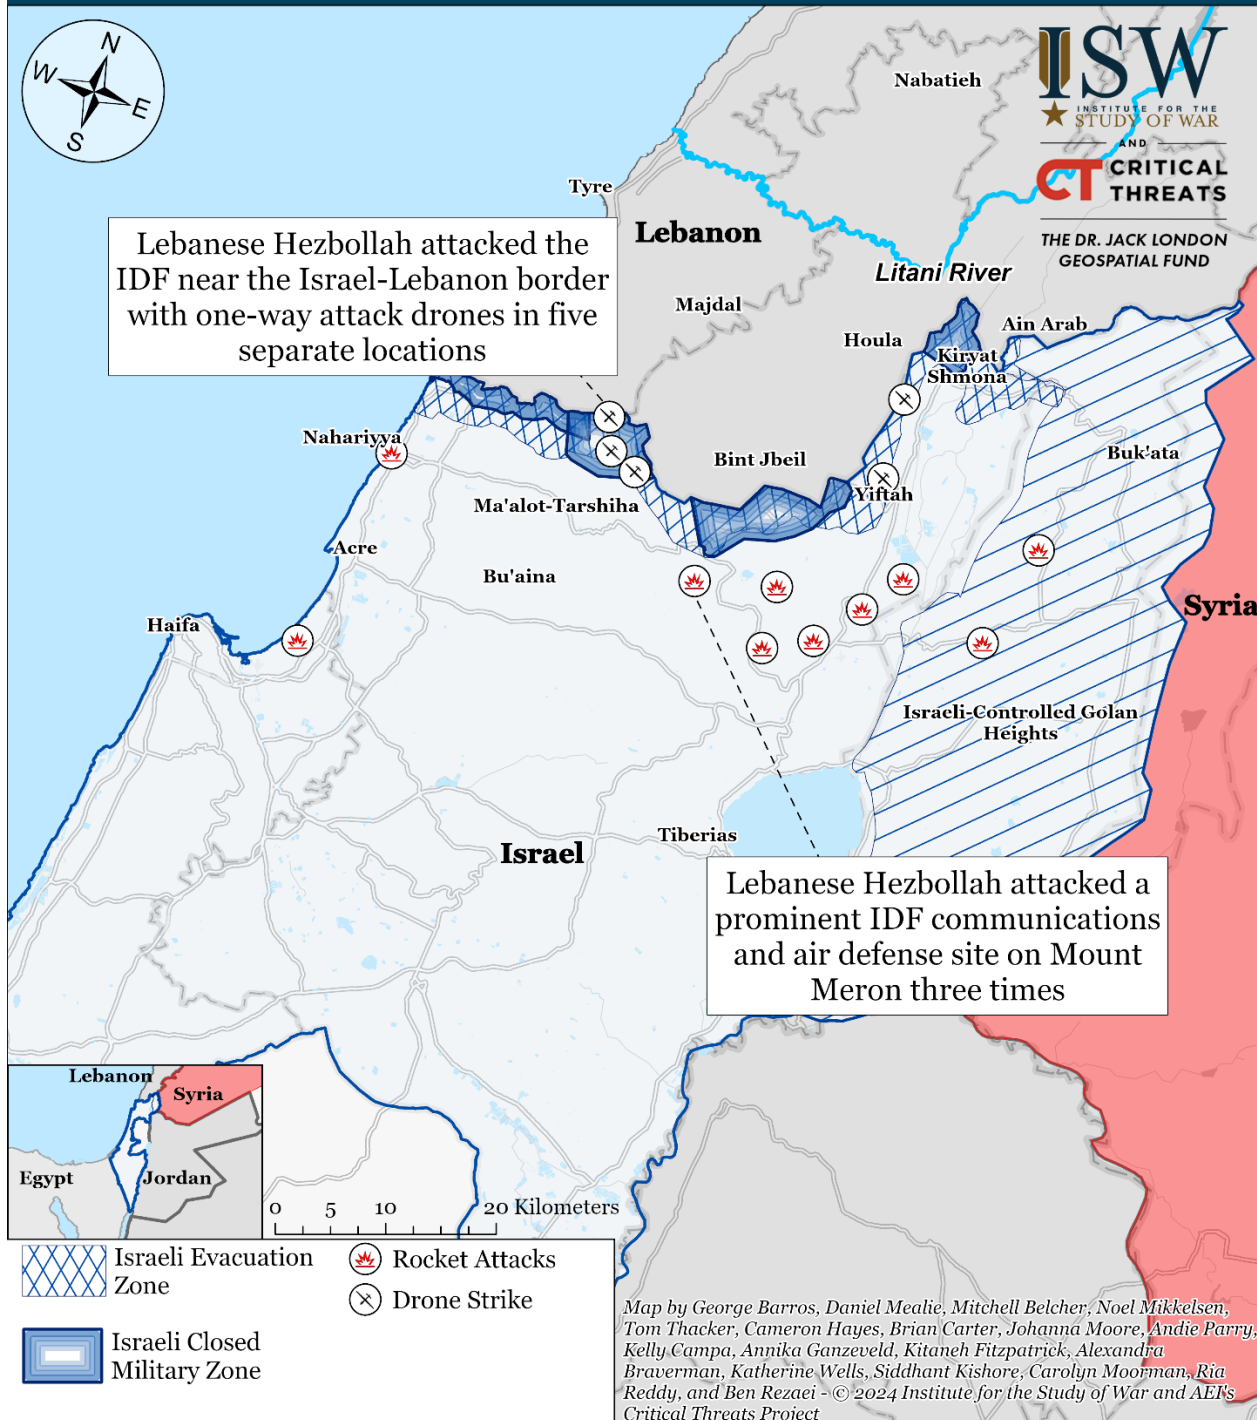 N
W
E
S
ISW
INSTITUTE FOR THE
STUDY OF WAR
AND
CT CRITICAL
THREATS
THE DR. JACK LONDON
GEOSPATIAL FUND
Nabatieh
Tyre
Lebanon
Litani River
Lebanese Hezbollah attacked the
IDF near the Israel-Lebanon border
with one-way attack drones in five
separate locations
Majdal
Houla
Ain Arab
Kiryat
Shmona
Nahariyya
Bint Jbeil
Buk'ata
Yiftah
Ma'alot-Tarshiha
Acre
Bu'aina
Haifa
Syria
Israeli-Controlled Golan
Heights
Tiberias
Israel
Lebanese Hezbollah attacked a
prominent IDF communications
and air defense site on Mount
Meron three times
Lebanon
Syria
Egypt
Jordan
0 5 10 20 Kilometers
Israeli Evacuation
Zone
Rocket Attacks
Drone Strike
Israeli Closed
Military Zone
Map by George Barros, Daniel Mealie, Mitchell Belcher, Noel Mikkelsen,
Tom Thacker, Cameron Hayes, Brian Carter, Johanna Moore, Andie Parry,
Kelly Campa, Annika Ganzeveld, Kitaneh Fitzpatrick, Alexandra
Braverman, Katherine Wells, Siddhant Kishore, Carolyn Moorman, Ria
Reddy, and Ben Rezaei - © 2024 Institute for the Study of War and AEI's
Critical Threats Project